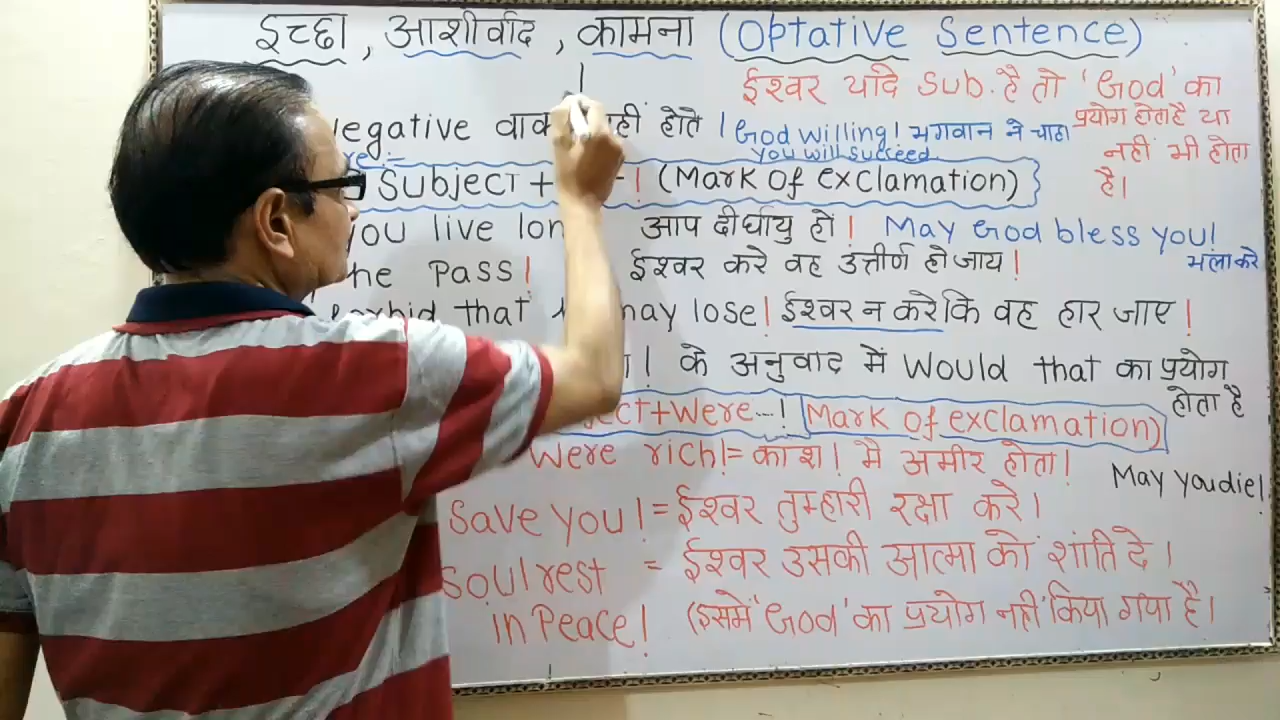 इच्छा, आशीर्वाद, कामना (Optative Sentence)
ईश्वर यदि Sub. है तो 'God' का
प्रयोग होता है या
नहीं भी होता
है।
Negative नहीं होते। God willing! भगवान ने चाहा
You will succeed
Subject + ! (Mark of exclamation)
you live आप दीर्घायु हों! May God bless you!
भला करे
he Pass! ईश्वर करे वह उत्तीर्ण हो जाय!
that may lose! ईश्वर न करे कि वह हार जाए!
! के अनुवाद में Would that का प्रयोग
होता है
+Were...! Mark of exclamation)
Were rich! = काश! मैं अमीर होता!
May you die!
Save you! = ईश्वर तुम्हारी रक्षा करे।
Soul rest = ईश्वर उसकी आत्मा को शांति दे।
in Peace! (इसमें 'God' का प्रयोग नहीं किया गया है।